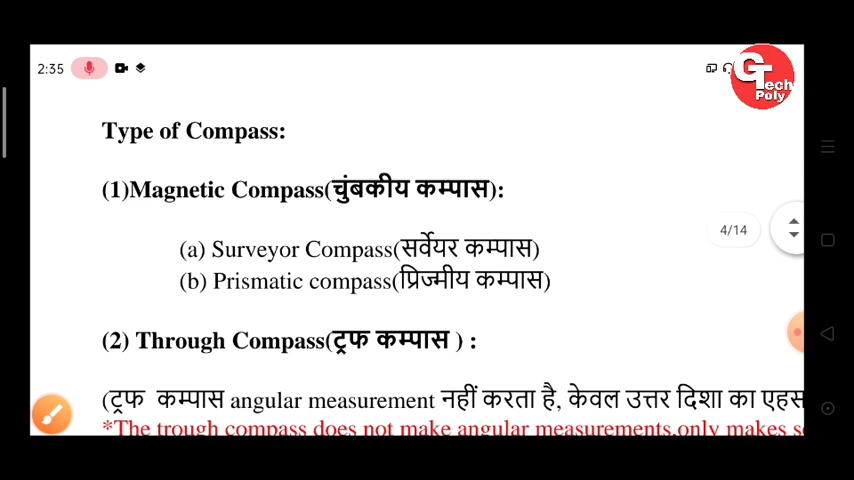 2:35
GTech
Poly
Type of Compass:
(1)Magnetic Compass(चुंबकीय कम्पास):
(a) Surveyor Compass(सर्वेयर कम्पास)
4/14
(b) Prismatic compass(प्रिज्मीय कम्पास)
(2) Through Compass(ट्रफ कम्पास ) :
(ट्रफ कम्पास angular measurement नहीं करता है, केवल उत्तर दिशा का एहस
*The trough compass does not make angular measurements,only makes s